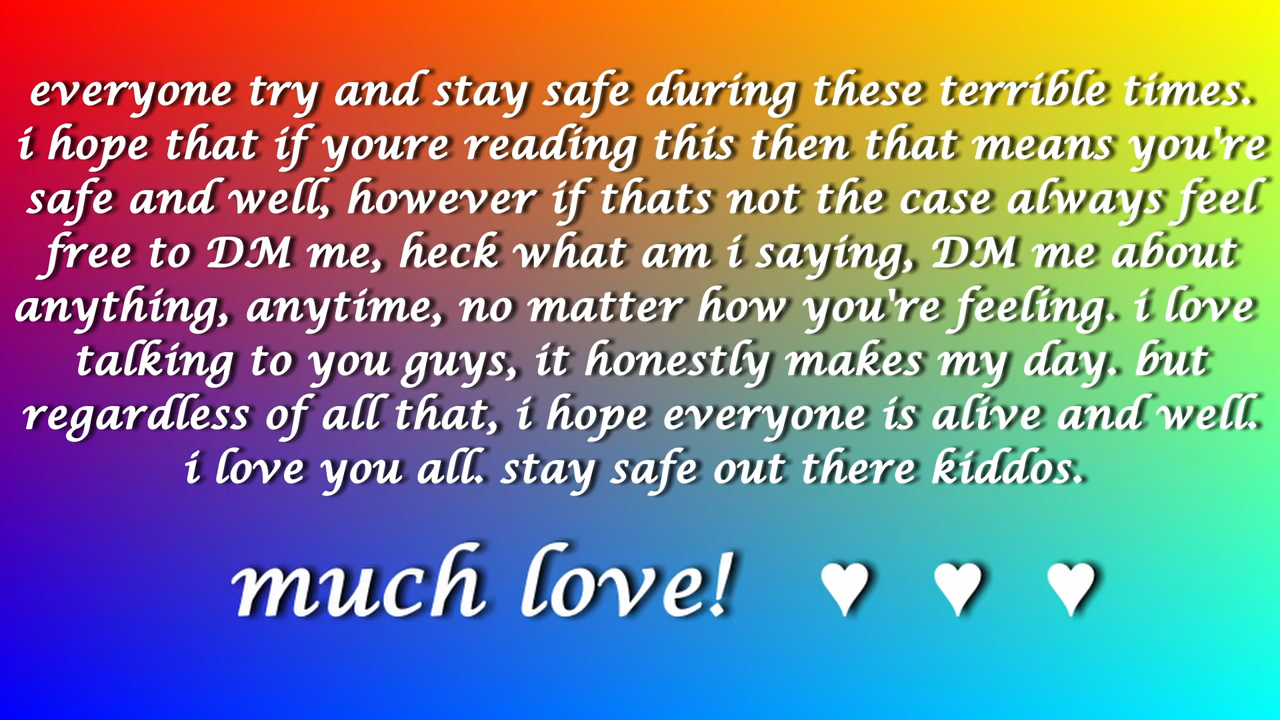 everyone try and stay safe during these terrible times.
i hope that if youre reading this then that means you're
safe and well, however if thats not the case always feel
free to DM me, heck what am i saying, DM me about
anything, anytime, no matter how you're feeling. i love
talking to you guys, it honestly makes my day. but
regardless of all that, i hope everyone is alive and well.
i love you all. stay safe out there kiddos.
much love! ♥ ♥ ♥